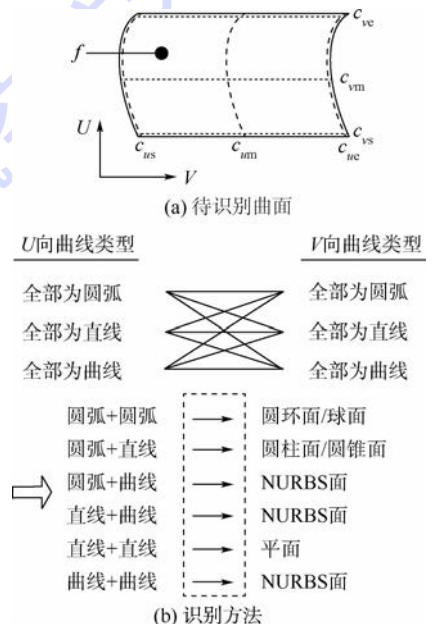 f
c_ve
c_vm
c_vs
U
c_us
c_um
c_ue
V
(a) 待识别曲面
U向曲线类型 V向曲线类型
全部为圆弧 全部为圆弧
全部为直线 全部为直线
全部为曲线 全部为曲线
圆弧+圆弧 圆环面/球面
圆弧+直线 圆柱面/圆锥面
圆弧+曲线 NURBS面
直线+曲线 NURBS面
直线+直线 平面
曲线+曲线 NURBS面
(b) 识别方法